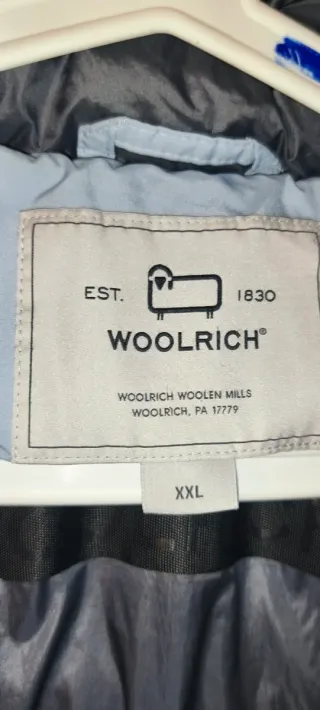 EST. 1830
WOOLRICH®
WOOLRICH WOOLEN MILLS
WOOLRICH, PA 17779
XXL